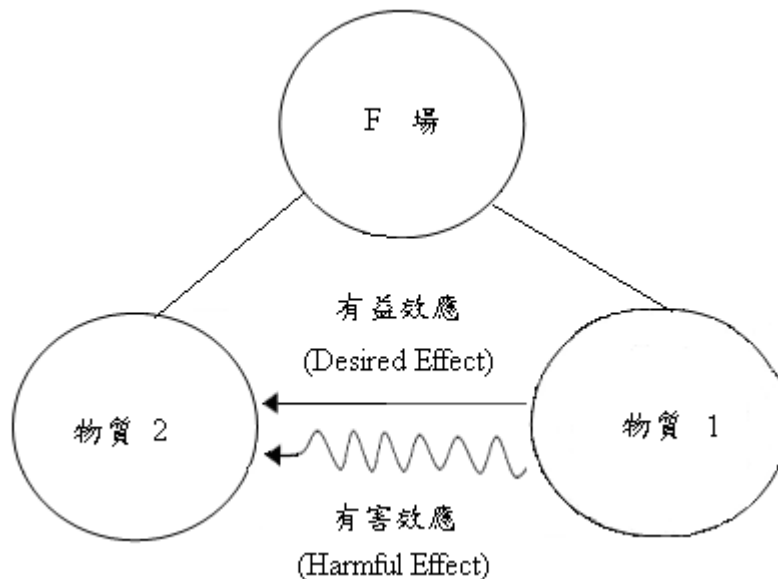 F 場
有益效應
(Desired Effect)
物質 2
物質 1
有害效應
(Harmful Effect)